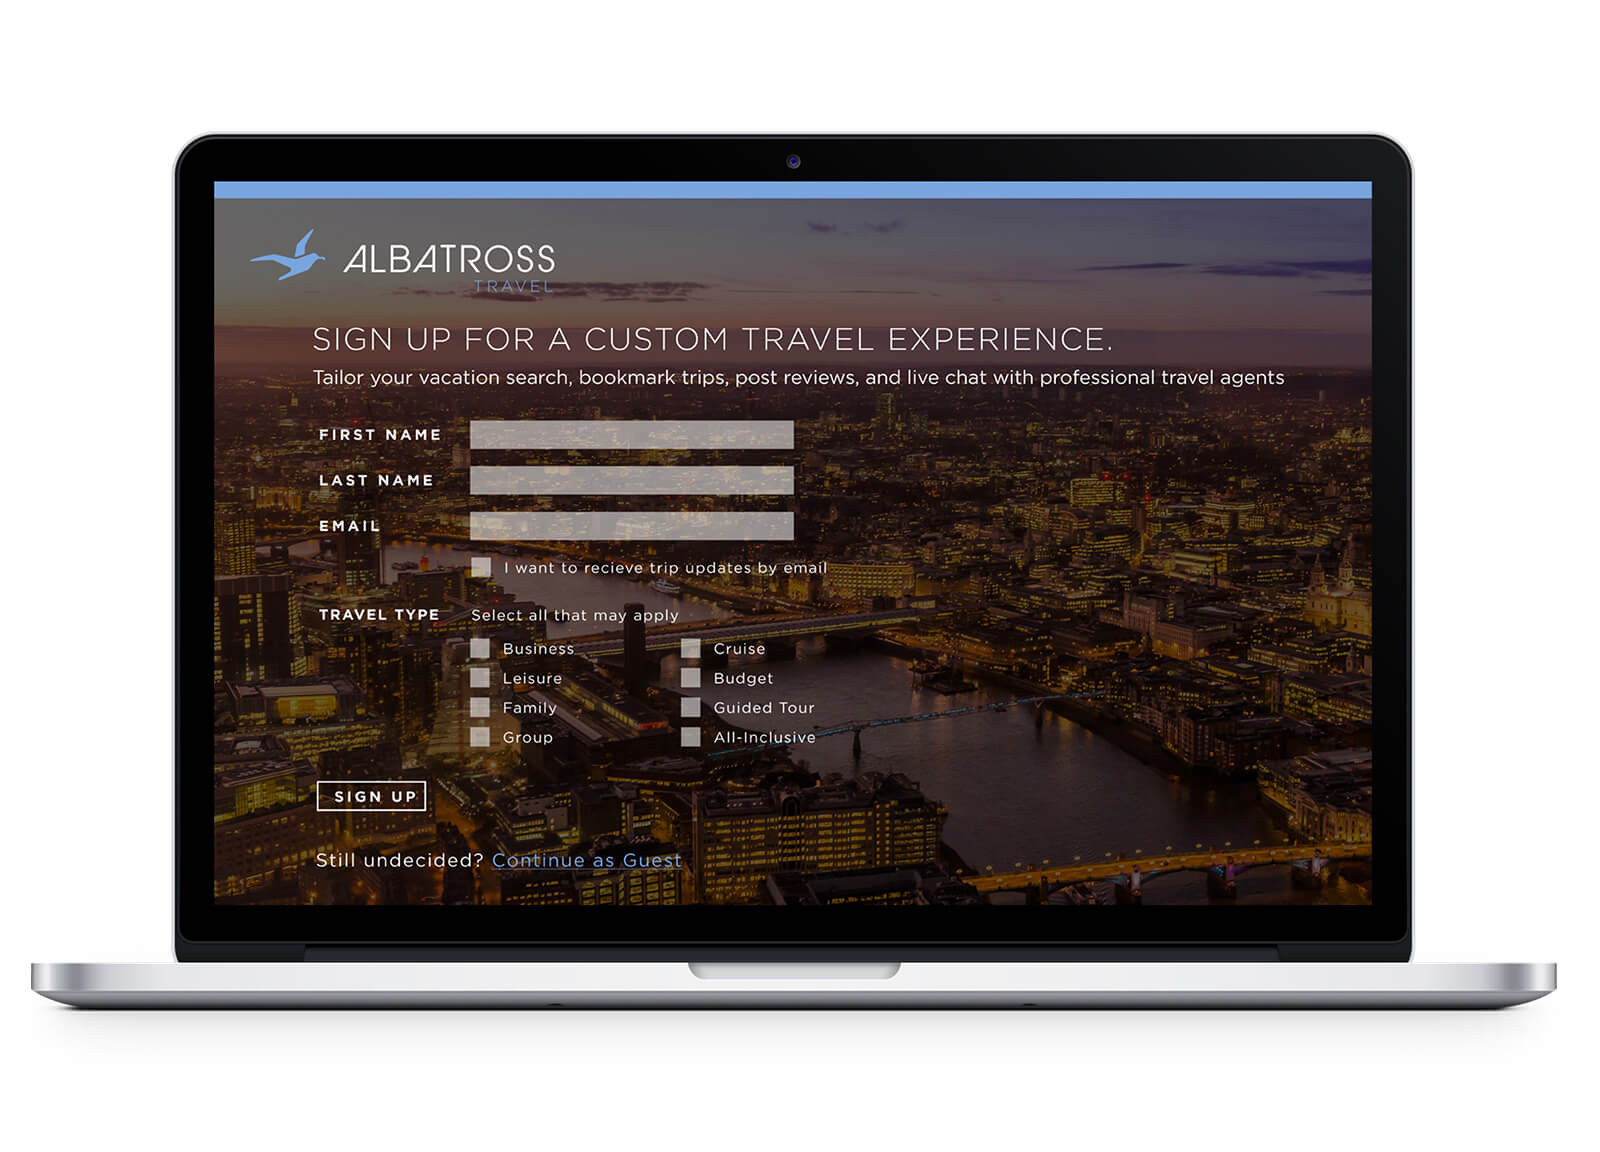 ALBATROSS
TRAVEL
SIGN UP FOR A CUSTOM TRAVEL EXPERIENCE.
Tailor your vacation search, bookmark trips, post reviews, and live chat with professional travel agents
FIRST NAME
LAST NAME
EMAIL
I want to recieve trip updates by email
TRAVEL TYPE Select all that may apply
Business Cruise
Leisure Budget
Family Guided Tour
Group All-Inclusive
SIGN UP
Still undecided? Continue as Guest